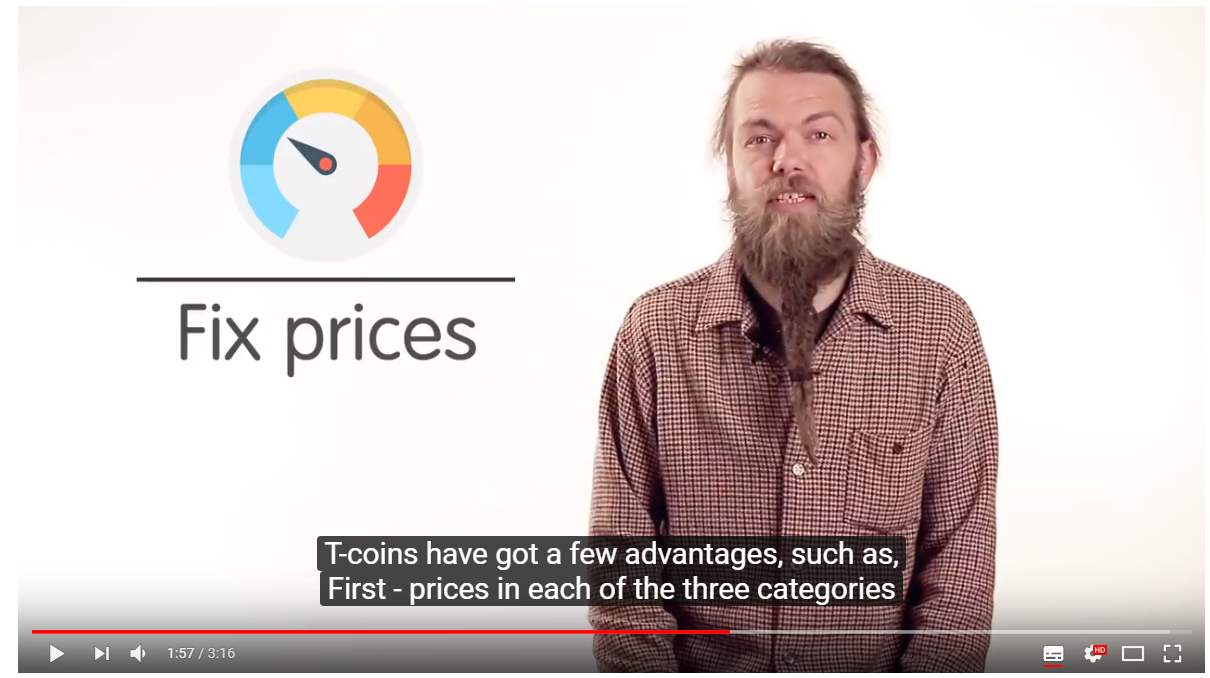 Fix prices
T-coins have got a few advantages, such as,
First - prices in each of the three categories
1:57 / 3:16
HD